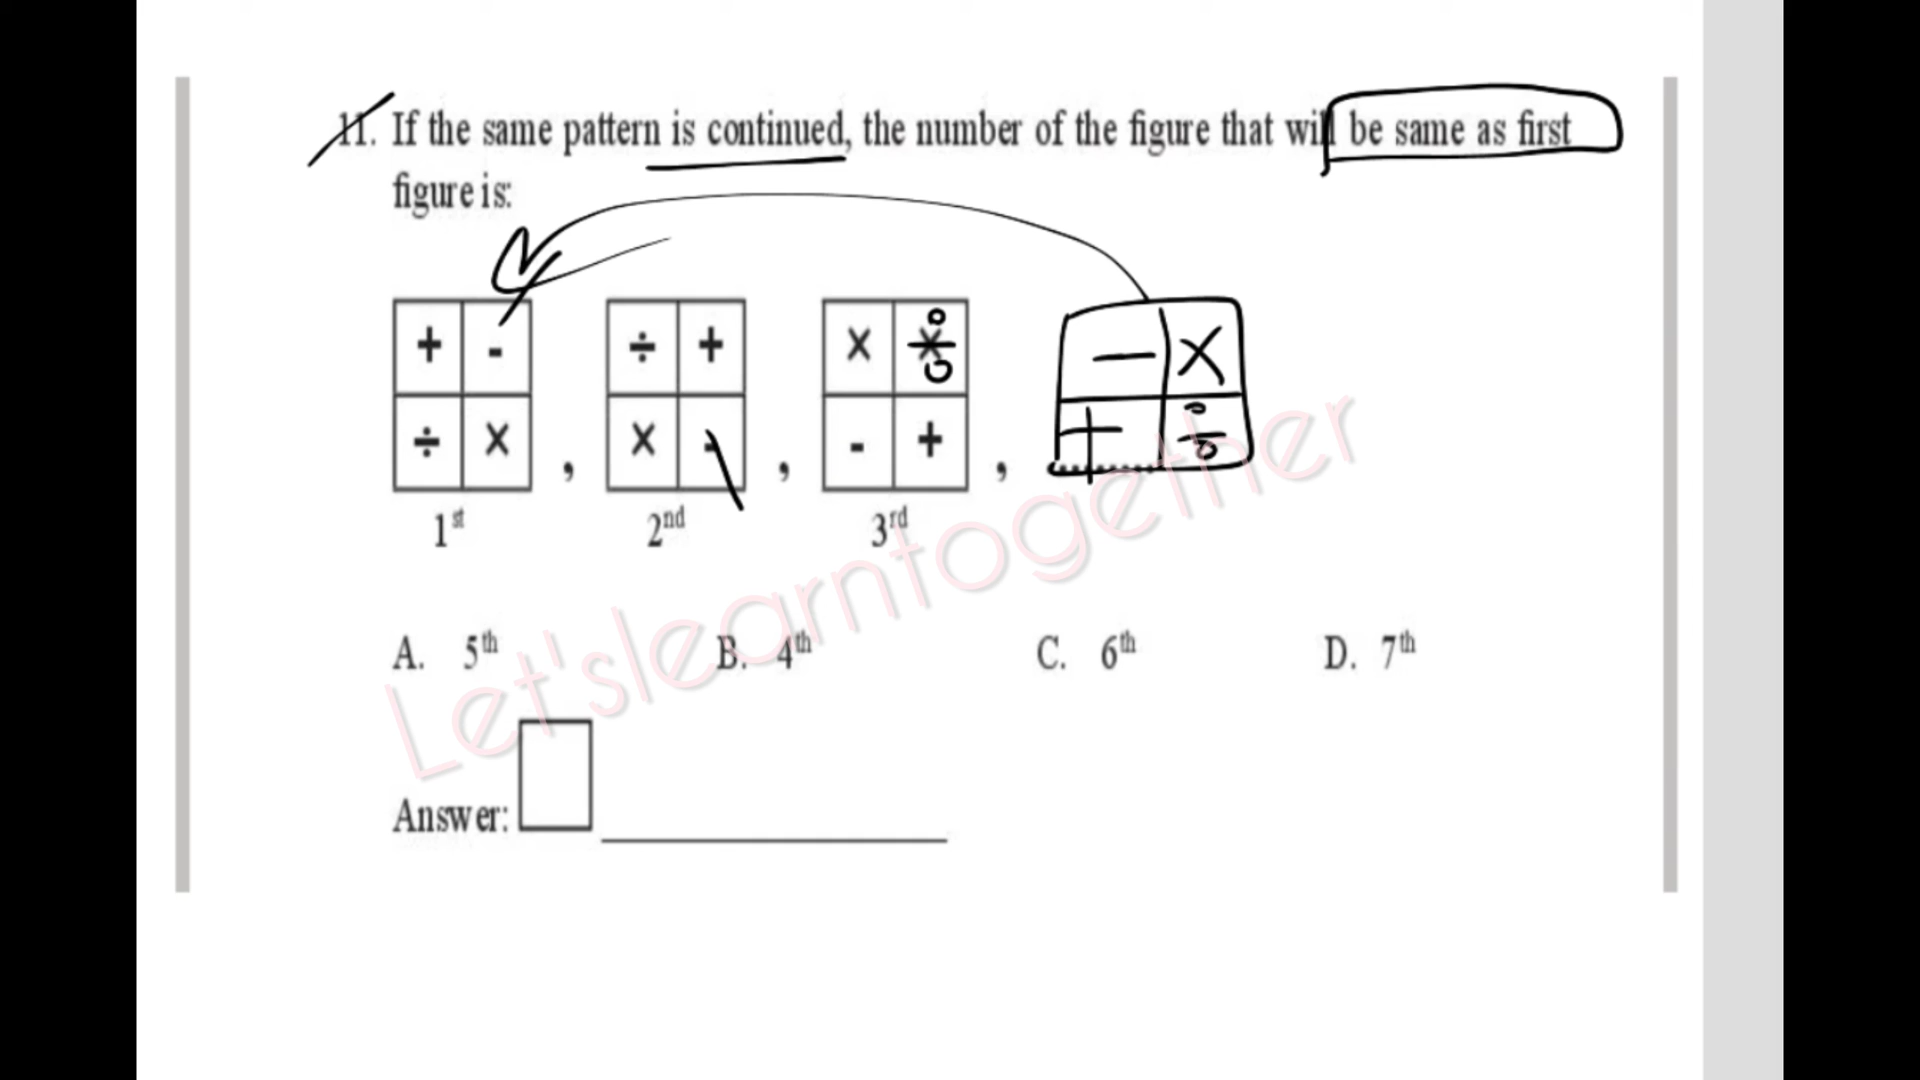 11. If the same pattern is continued, the number of the figure that will be same as first
figure is:
+ - ÷ + × ÷ - ×
÷ × , × - , - + , + ÷
1st 2nd 3rd
A. 5th B. 4th C. 6th D. 7th
Answer:
Let'slearntogether